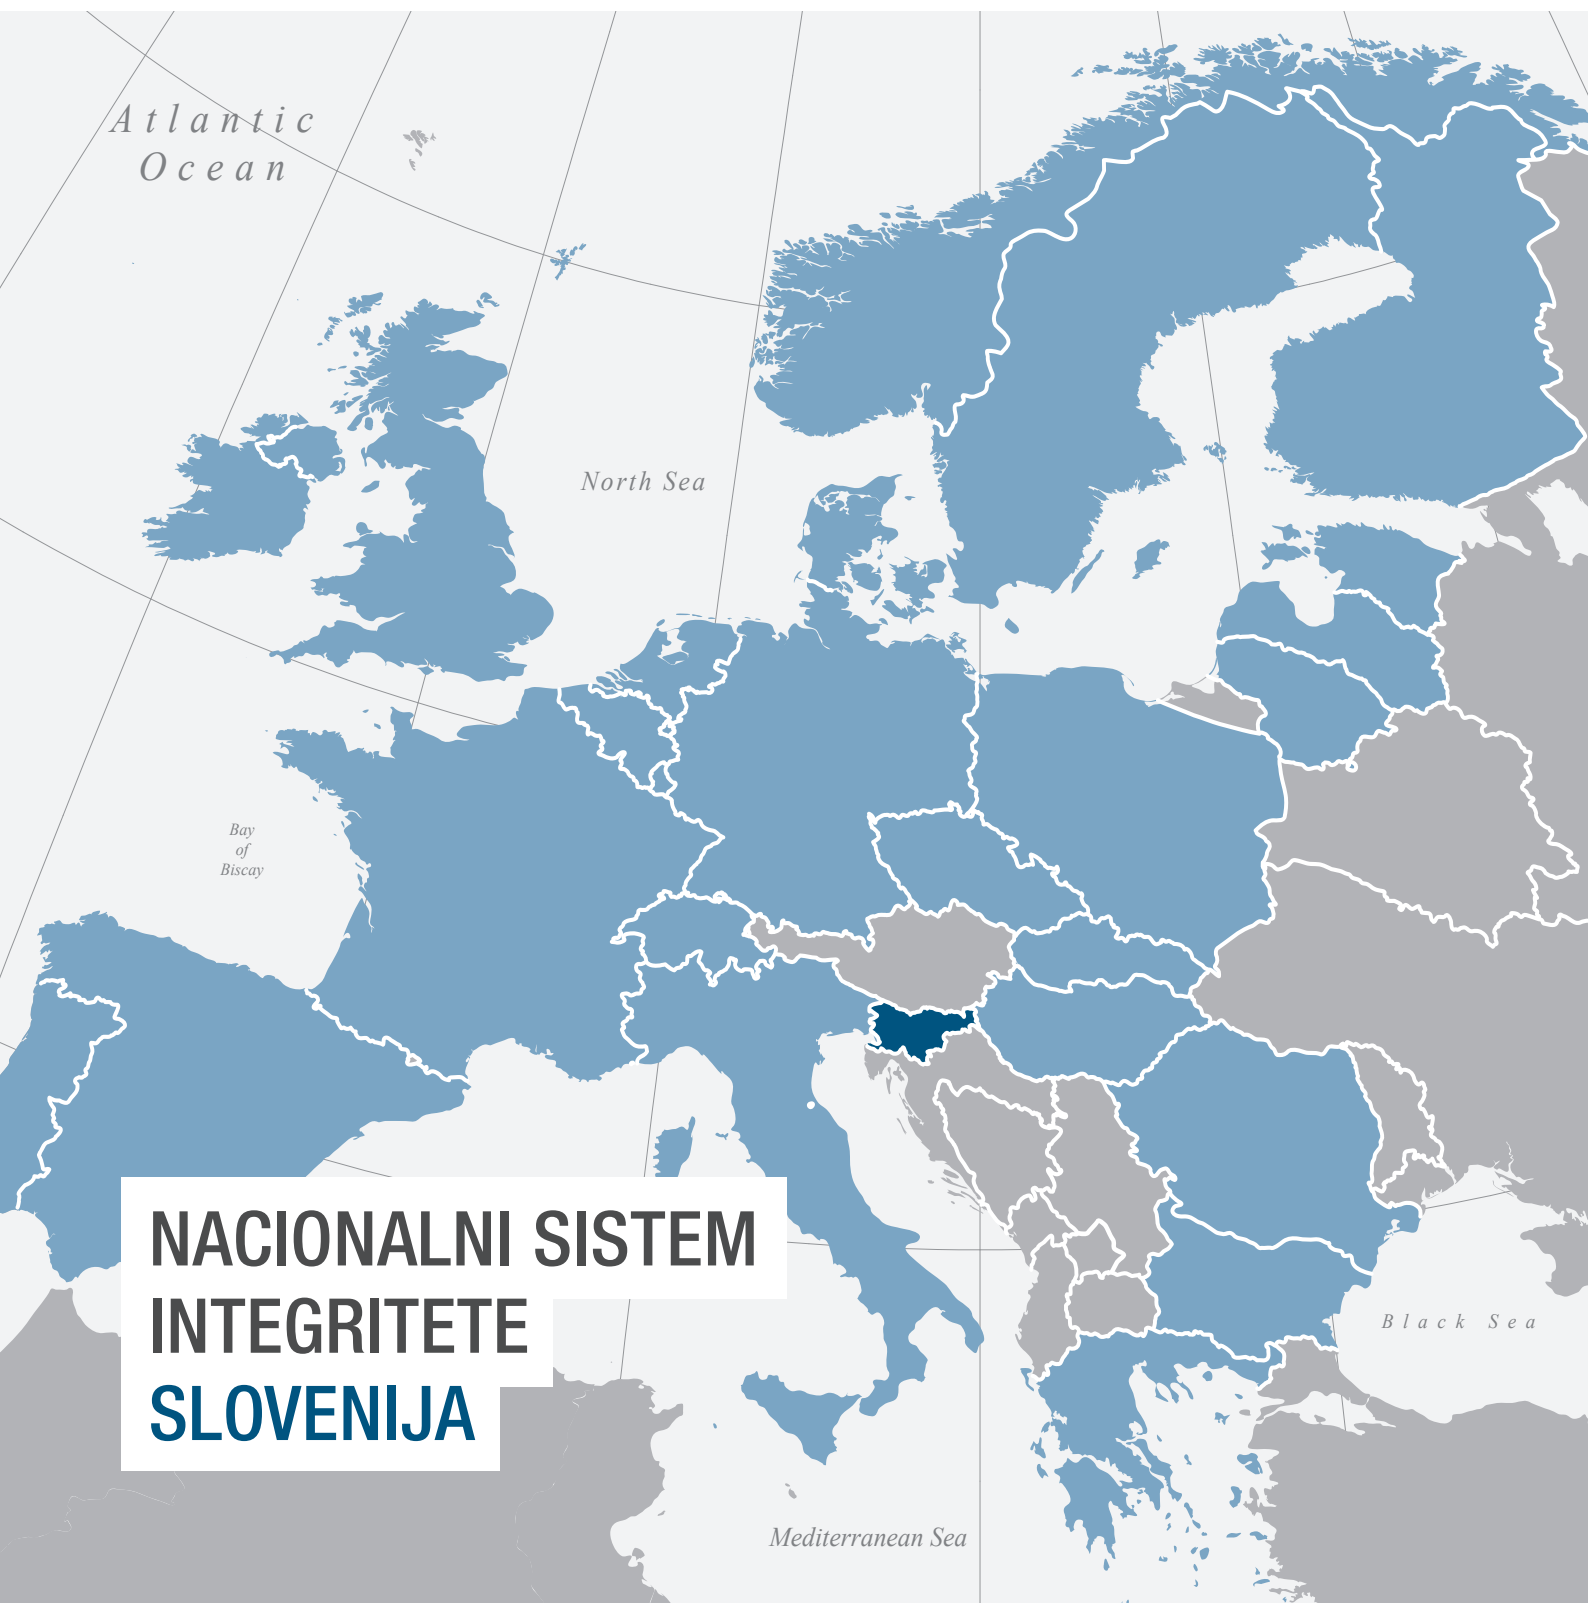 Atlantic
Ocean
North Sea
Bay
of
Biscay
NACIONALNI SISTEM
INTEGRITETE
SLOVENIJA
Black Sea
Mediterranean Sea